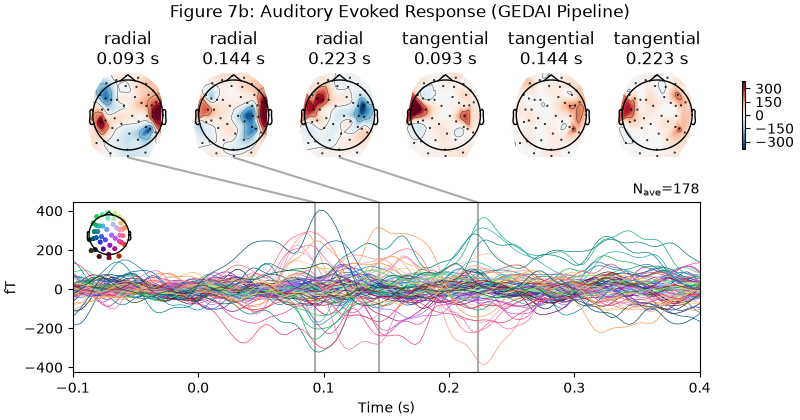 Figure 7b: Auditory Evoked Response (GEDAI Pipeline)
radial radial radial tangential tangential tangential
0.093 s 0.144 s 0.223 s 0.093 s 0.144 s 0.223 s
300
150
0
−150
−300
Nave=178
400
200
0
−200
−400
fT
−0.1 0.0 0.1 0.2 0.3 0.4
Time (s)